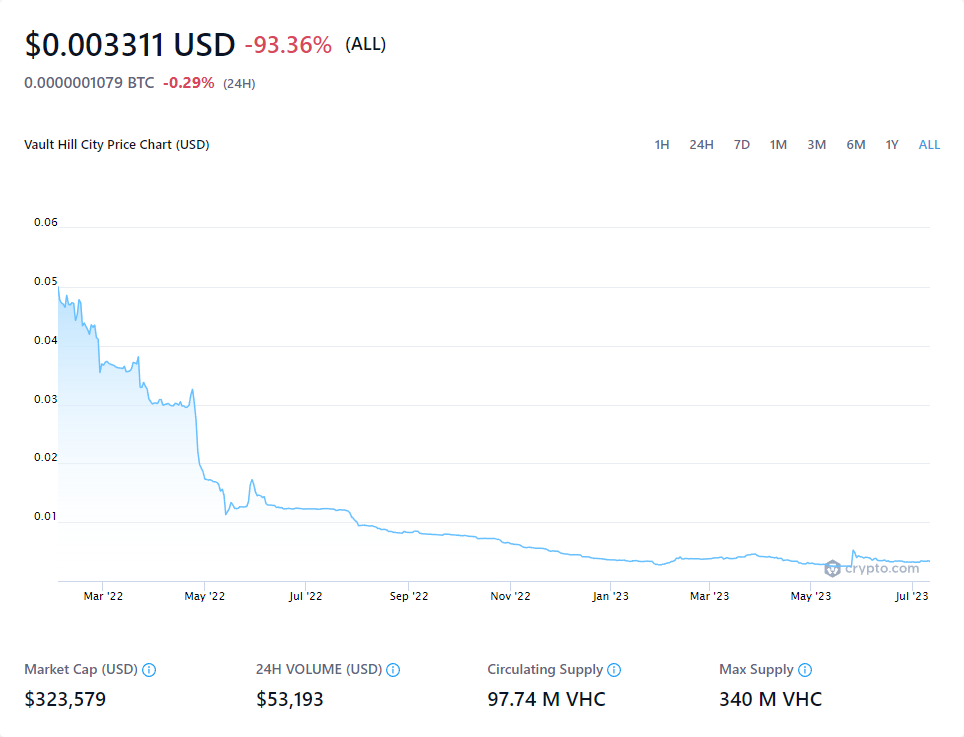 $0.003311 USD -93.36% (ALL)
0.0000001079 BTC -0.29% (24H)
Vault Hill City Price Chart (USD) 1H 24H 7D 1M 3M 6M 1Y ALL
0.06
0.05
0.04
0.03
0.02
0.01
crypto.com
Mar '22 May '22 Jul '22 Sep '22 Nov '22 Jan '23 Mar '23 May '23 Jul '23
Market Cap (USD) 24H VOLUME (USD) Circulating Supply Max Supply
$323,579 $53,193 97.74 M VHC 340 M VHC